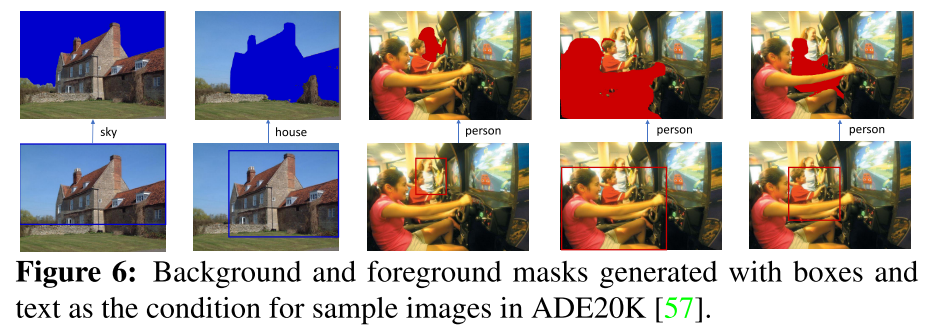 sky
house
person
person
person
Figure 6: Background and foreground masks generated with boxes and
text as the condition for sample images in ADE20K [57].